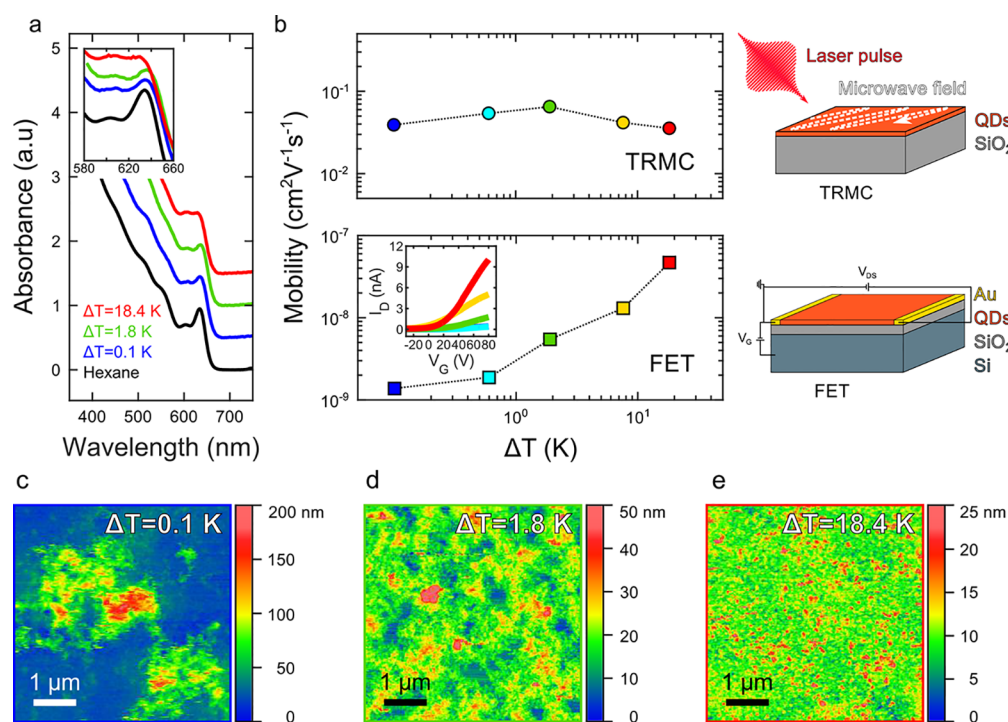 a
Absorbance (a.u)
5
4
3
2
1
0
580 620 660
ΔT=18.4 K
ΔT=1.8 K
ΔT=0.1 K
Hexane
400 500 600 700
Wavelength (nm)
b
Mobility (cm²V⁻¹s⁻¹)
10⁻¹
10⁻²
TRMC
10⁻⁷
10⁻⁸
10⁻⁹
I_D (nA)
12
9
6
3
0
-20 0 20 40 60 80
V_G (V)
FET
10⁰ 10¹
ΔT (K)
Laser pulse
Microwave field
QDs
SiO₂
TRMC
V_DS
Au
QDs
SiO₂
Si
V_G
FET
c
ΔT=0.1 K
1 µm
200 nm
150
100
50
0
d
ΔT=1.8 K
1 µm
50 nm
40
30
20
10
0
e
ΔT=18.4 K
1 µm
25 nm
20
15
10
5
0